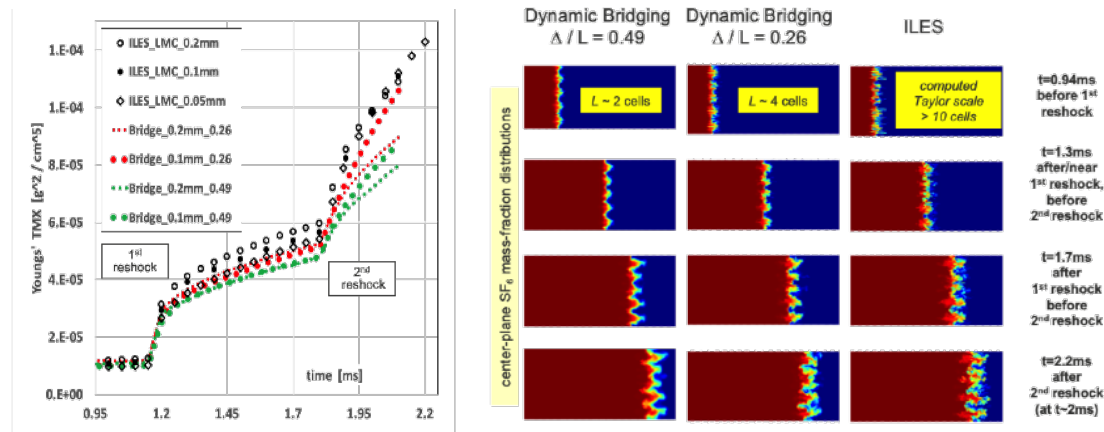 1.E-04
1.E-04
8.E-05
6.E-05
4.E-05
2.E-05
0.E+00
Youngs' TMX [g^2 / cm^5]
ILES_LMC_0.2mm
ILES_LMC_0.1mm
ILES_LMC_0.05mm
Bridge_0.2mm_0.26
Bridge_0.1mm_0.26
Bridge_0.2mm_0.49
Bridge_0.1mm_0.49
1st
reshock
2nd
reshock
time [ms]
0.95 1.2 1.45 1.7 1.95 2.2
Dynamic Bridging
Δ / L = 0.49
Dynamic Bridging
Δ / L = 0.26
ILES
center-plane SF6 mass-fraction distributions
L ~ 2 cells
L ~ 4 cells
computed
Taylor scale
> 10 cells
t=0.94ms
before 1st
reshock
t=1.3ms
after/near
1st reshock,
before
2nd reshock
t=1.7ms
after
1st reshock
before
2nd reshock
t=2.2ms
after
2nd reshock
(at t~2ms)